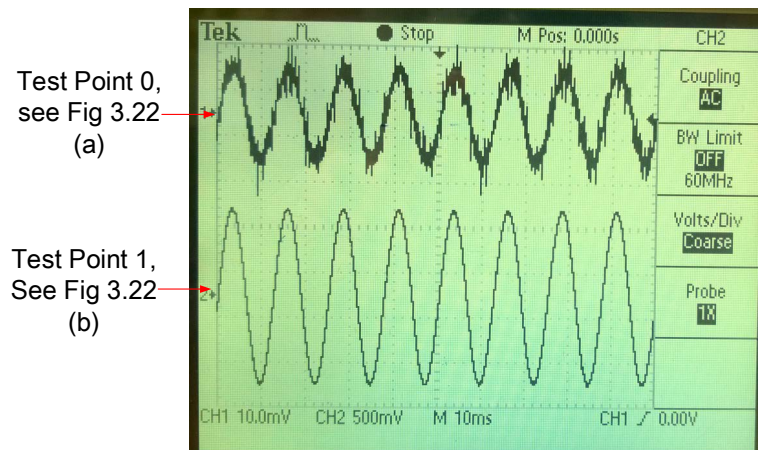 Tek Stop M Pos: 0.000s CH2
Coupling
AC
BW Limit
OFF
60MHz
Volts/Div
Coarse
Probe
1X
Test Point 0,
see Fig 3.22
(a)
1
Test Point 1,
See Fig 3.22
(b)
2
CH1 10.0mV CH2 500mV M 10ms CH1 / 0.00V